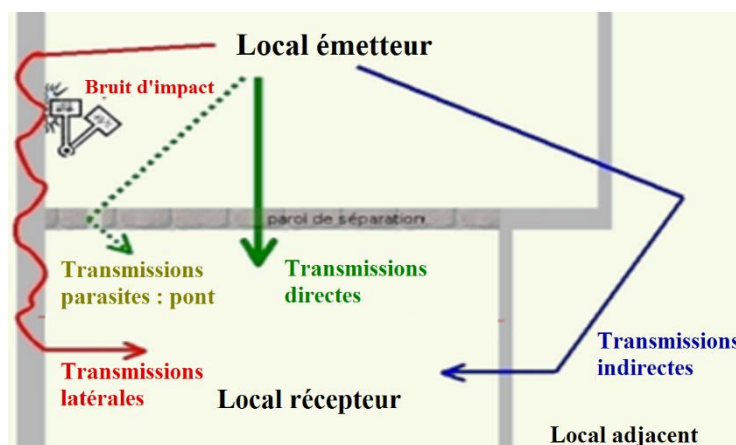 Local émetteur
Bruit d'impact
paroi de séparation
Transmissions
parasites : pont
Transmissions
directes
Transmissions
indirectes
Transmissions
latérales
Local récepteur
Local adjacent